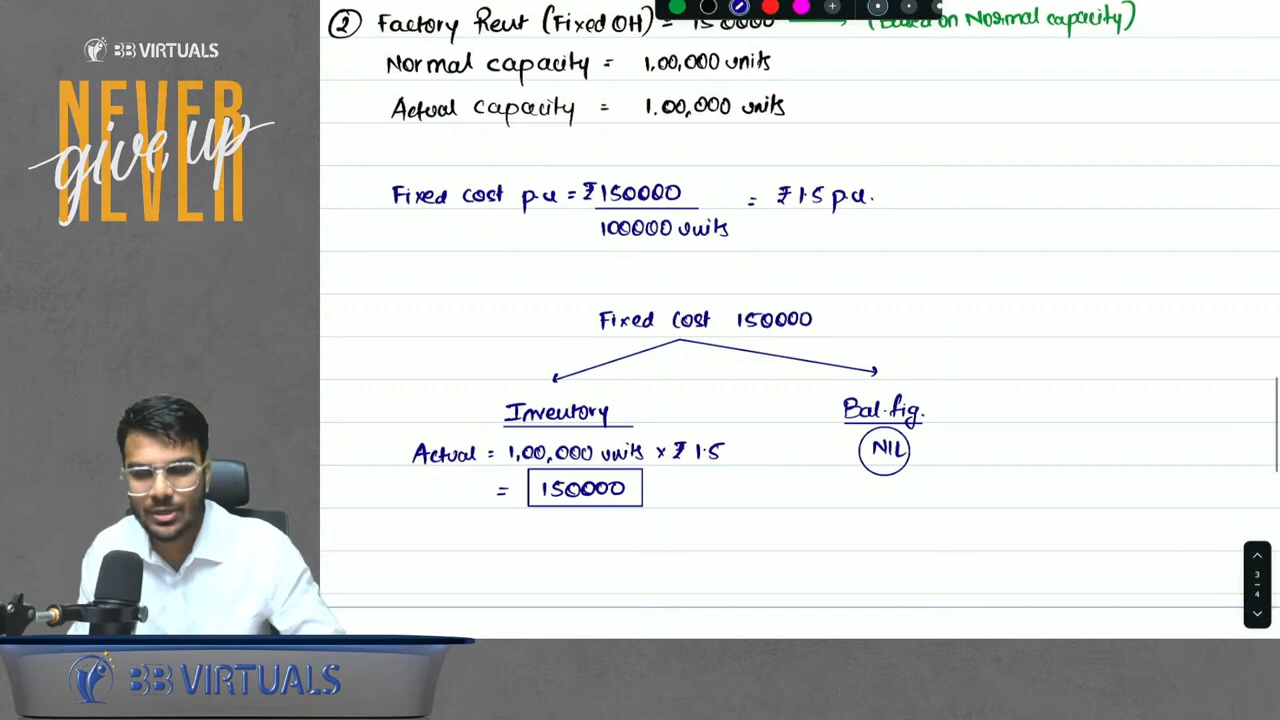 ② Factory Rent (Fixed OH) = 150000 (Based on Normal capacity)
Normal capacity = 1,00,000 units
Actual capacity = 1,00,000 units
Fixed cost p.u = ₹150000 = ₹1.5 p.u.
100000 units
Fixed Cost 150000
Inventory
Bal. fig.
Actual = 1,00,000 units × ₹ 1.5
NIL
= 150000
BB VIRTUALS
NEVER
give up
NEVER
3
4
BB VIRTUALS